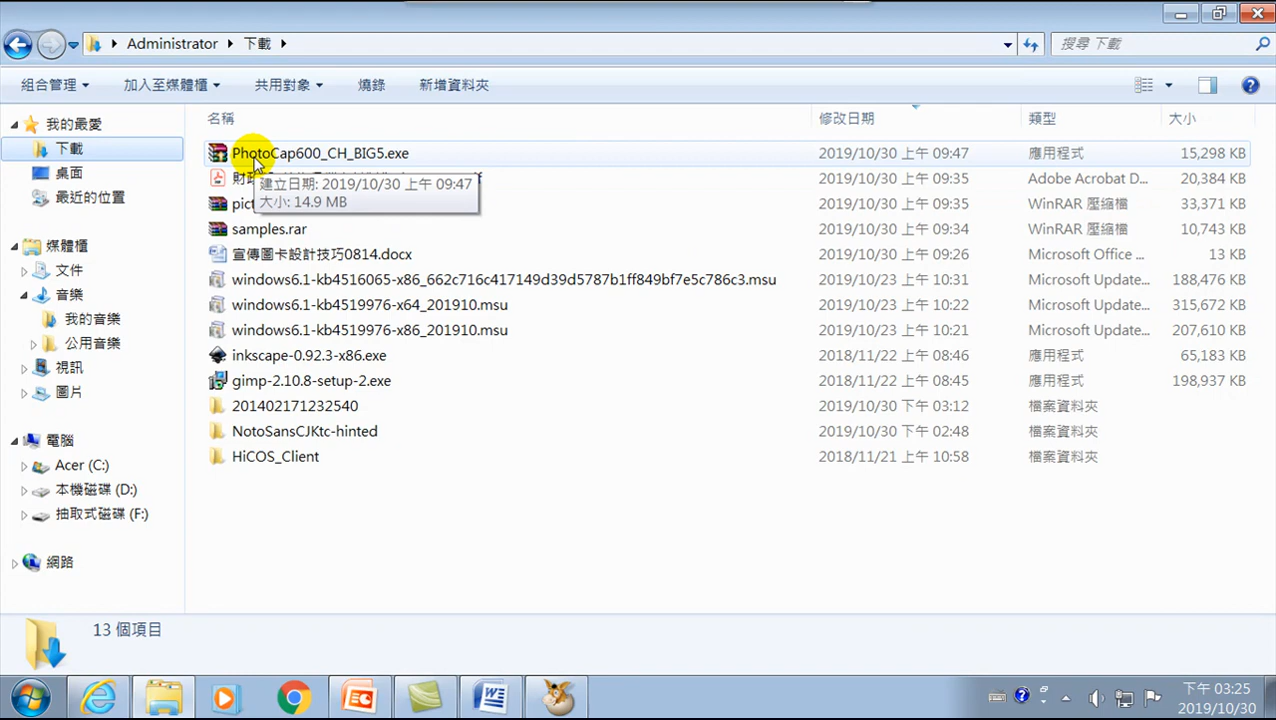 Administrator 下載
搜尋 下載
組合管理 加入至媒體櫃 共用對象 燒錄 新增資料夾
我的最愛
下載
桌面
最近的位置
媒體櫃
文件
音樂
我的音樂
公用音樂
視訊
圖片
電腦
Acer (C:)
本機磁碟 (D:)
抽取式磁碟 (F:)
網路
名稱 修改日期 類型 大小
PhotoCap600_CH_BIG5.exe 2019/10/30 上午 09:47 應用程式 15,298 KB
2019/10/30 上午 09:35 Adobe Acrobat D... 20,384 KB
建立日期: 2019/10/30 上午 09:47
大小: 14.9 MB
2019/10/30 上午 09:34 WinRAR 壓縮檔 33,371 KB
samples.rar 2019/10/30 上午 09:34 WinRAR 壓縮檔 10,743 KB
宣傳圖卡設計技巧0814.docx 2019/10/30 上午 09:26 Microsoft Office ... 13 KB
windows6.1-kb4516065-x86_662c716c417149d39d5787b1ff849bf7e5c786c3.msu 2019/10/23 上午 10:31 Microsoft Update... 188,476 KB
windows6.1-kb4519976-x64_201910.msu 2019/10/23 上午 10:22 Microsoft Update... 315,672 KB
windows6.1-kb4519976-x86_201910.msu 2019/10/23 上午 10:21 Microsoft Update... 207,610 KB
inkscape-0.92.3-x86.exe 2018/11/22 上午 08:46 應用程式 65,183 KB
gimp-2.10.8-setup-2.exe 2018/11/22 上午 08:45 應用程式 198,937 KB
201402171232540 2019/10/30 下午 03:12 檔案資料夾
NotoSansCJKtc-hinted 2019/10/30 下午 02:48 檔案資料夾
HiCOS_Client 2018/11/21 上午 10:58 檔案資料夾
13 個項目
下午 03:25
2019/10/30